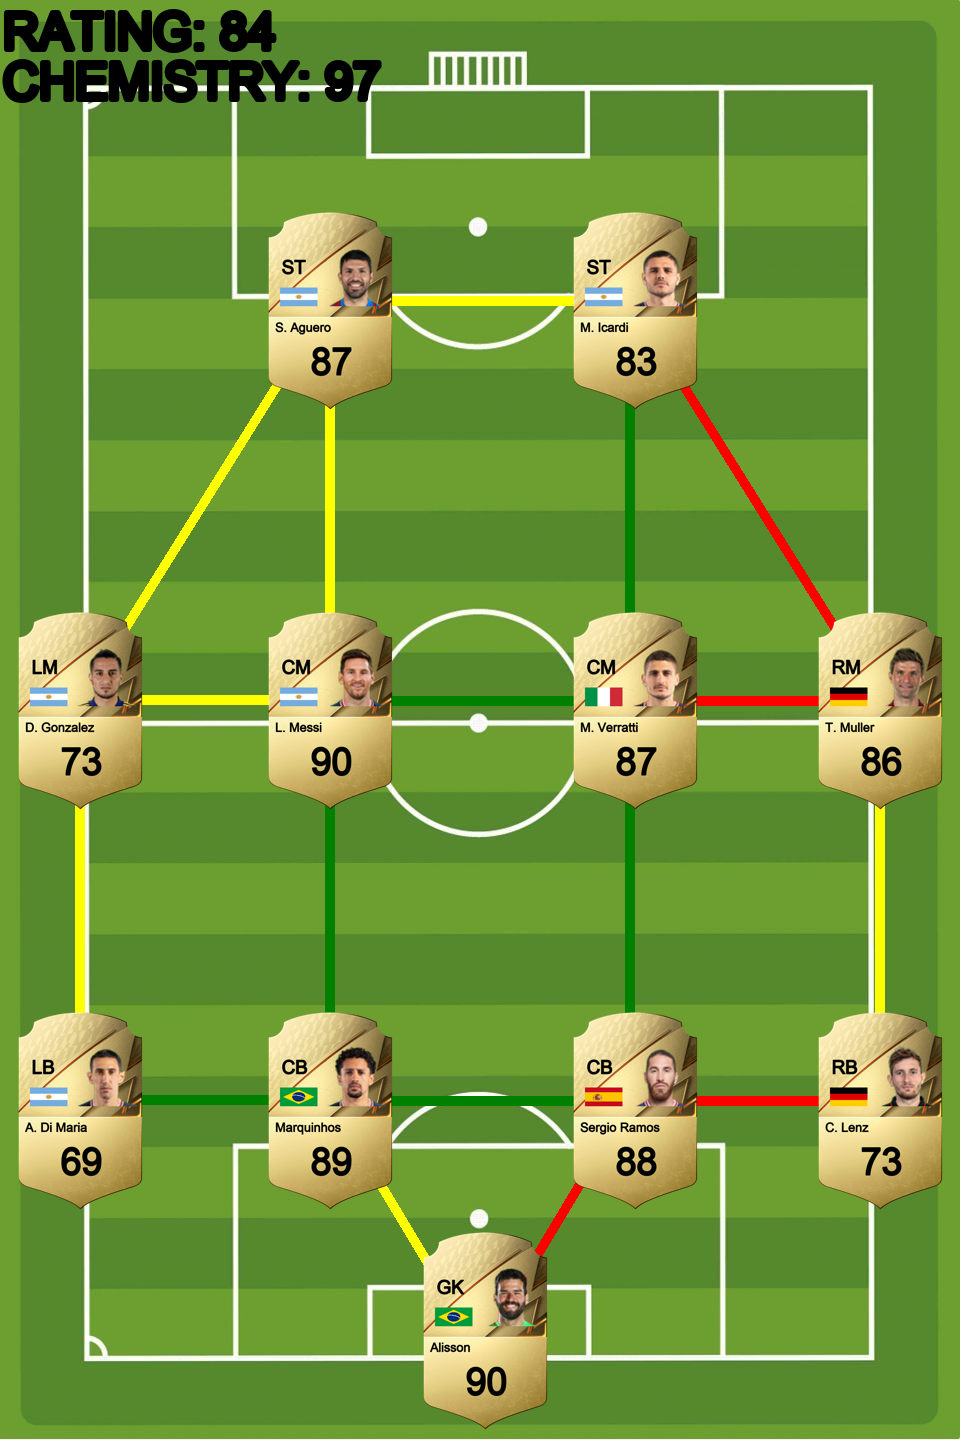 RATING: 84
CHEMISTRY: 97
ST
S. Aguero
87
ST
M. Icardi
83
LM
D. Gonzalez
73
CM
L. Messi
90
CM
M. Verratti
87
RM
T. Muller
86
LB
A. Di Maria
69
CB
Marquinhos
89
CB
Sergio Ramos
88
RB
C. Lenz
73
GK
Alisson
90